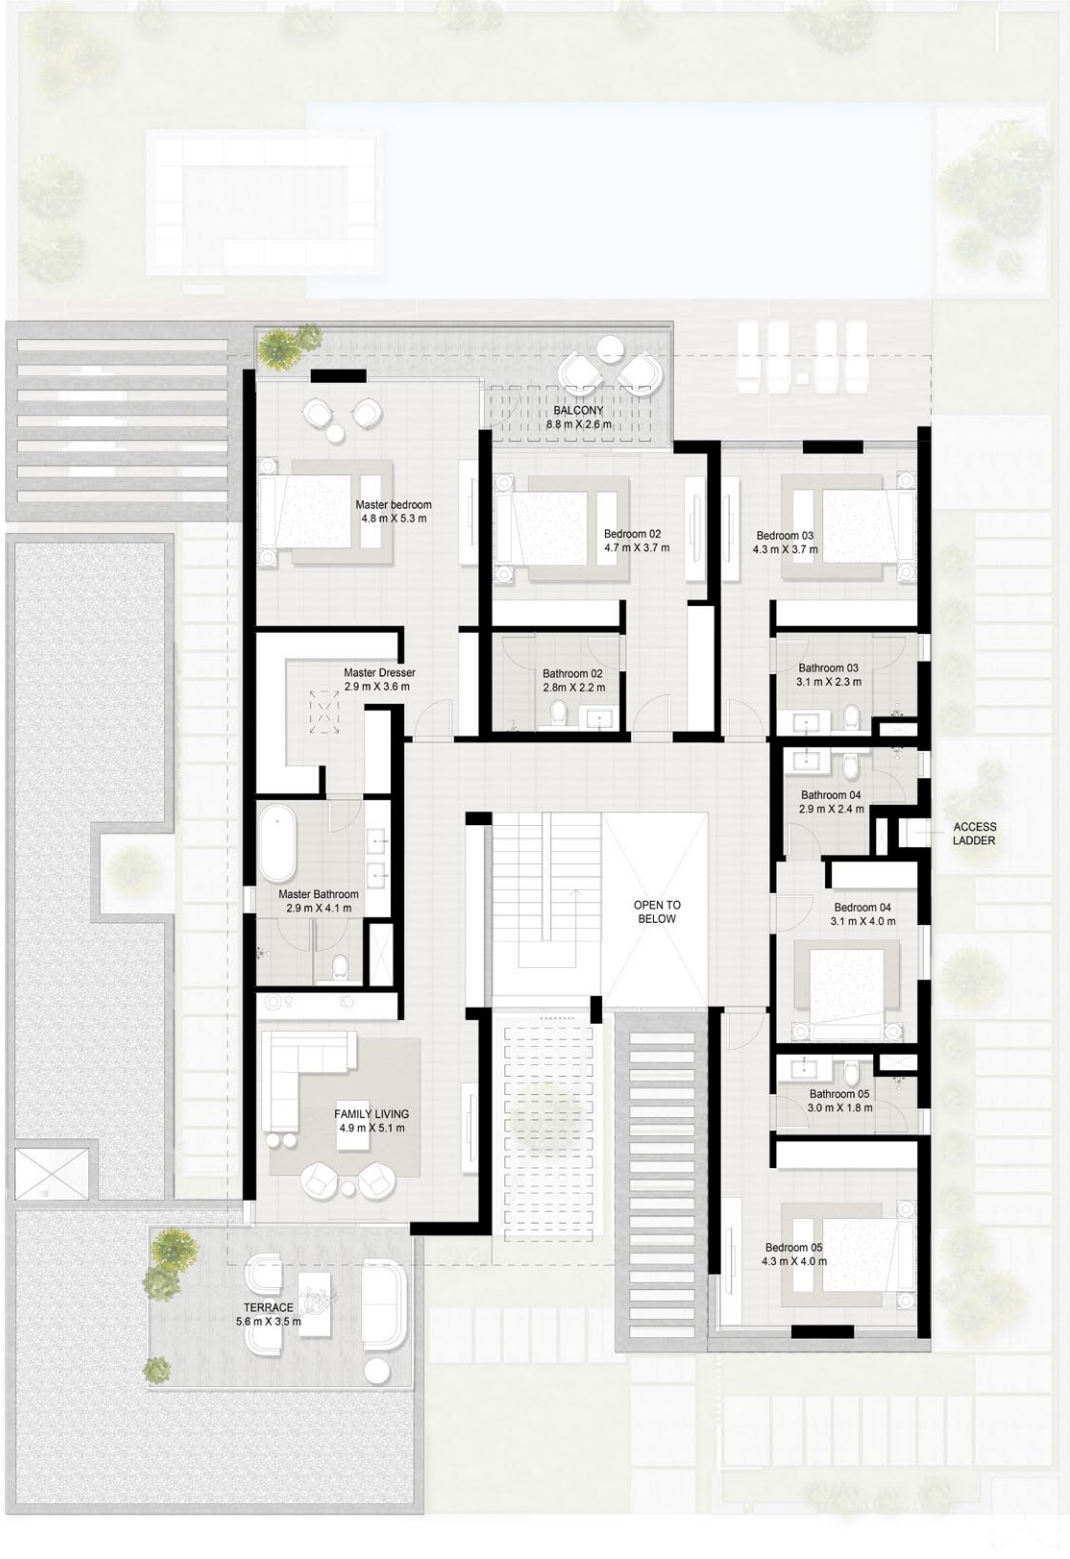 BALCONY
8.8 m X 2.6 m
Master bedroom
4.8 m X 5.3 m
Bedroom 02
4.7 m X 3.7 m
Bedroom 03
4.3 m X 3.7 m
Master Dresser
2.9 m X 3.6 m
Bathroom 02
2.8m X 2.2 m
Bathroom 03
3.1 m X 2.3 m
Bathroom 04
2.9 m X 2.4 m
ACCESS
LADDER
Master Bathroom
2.9 m X 4.1 m
OPEN TO
BELOW
Bedroom 04
3.1 m X 4.0 m
FAMILY LIVING
4.9 m X 5.1 m
Bathroom 05
3.0 m X 1.8 m
Bedroom 05
4.3 m X 4.0 m
TERRACE
5.6 m X 3.5 m